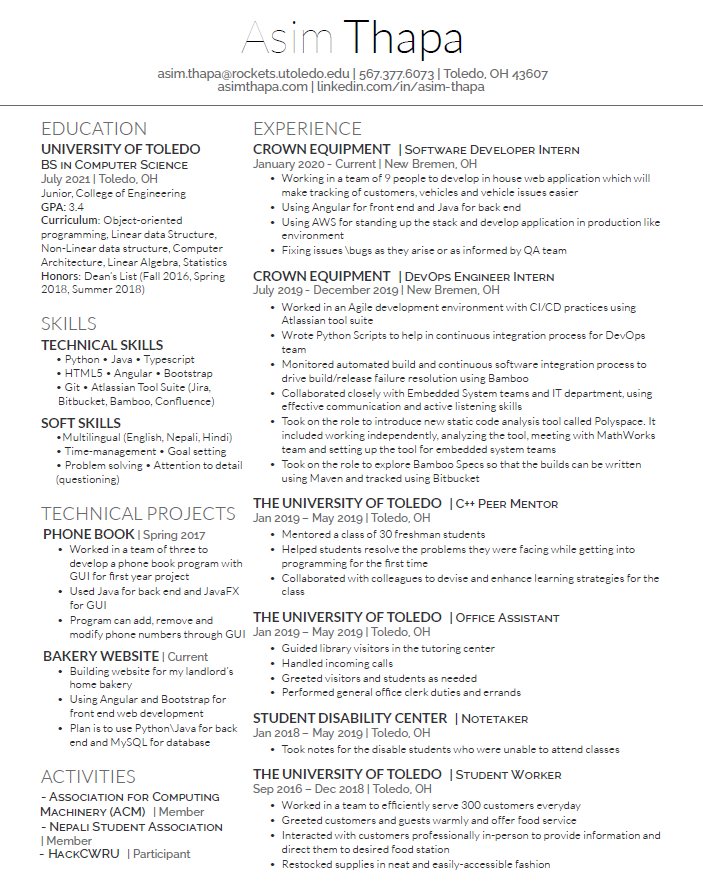 Asim Thapa
asim.thapa@rockets.utoledo.edu | 567.377.6073 | Toledo, OH 43607
asimthapa.com | linkedin.com/in/asim-thapa
EDUCATION
UNIVERSITY OF TOLEDO
BS in Computer Science
July 2021 | Toledo, OH
Junior, College of Engineering
GPA: 3.4
Curriculum: Object-oriented
programming, Linear data Structure,
Non-Linear data structure, Computer
Architecture, Linear Algebra, Statistics
Honors: Dean's List (Fall 2016, Spring
2018, Summer 2018)
SKILLS
TECHNICAL SKILLS
• Python • Java • Typescript
• HTML5 • Angular • Bootstrap
• Git • Atlassian Tool Suite (Jira,
Bitbucket, Bamboo, Confluence)
SOFT SKILLS
•Multilingual (English, Nepali, Hindi)
• Time-management • Goal setting
• Problem solving • Attention to detail
(questioning)
TECHNICAL PROJECTS
PHONE BOOK | Spring 2017
• Worked in a team of three to
develop a phone book program with
GUI for first year project
• Used Java for back end and JavaFX
for GUI
• Program can add, remove and
modify phone numbers through GUI
BAKERY WEBSITE | Current
• Building website for my landlord's
home bakery
• Using Angular and Bootstrap for
front end web development
• Plan is to use Python\Java for back
end and MySQL for database
ACTIVITIES
- Association for Computing
Machinery (ACM) | Member
- Nepali Student Association
| Member
- HackCWRU | Participant
EXPERIENCE
CROWN EQUIPMENT | Software Developer Intern
January 2020 - Current | New Bremen, OH
• Working in a team of 9 people to develop in house web application which will
make tracking of customers, vehicles and vehicle issues easier
• Using Angular for front end and Java for back end
• Using AWS for standing up the stack and develop application in production like
environment
• Fixing issues \bugs as they arise or as informed by QA team
CROWN EQUIPMENT | DevOps Engineer Intern
July 2019 - December 2019 | New Bremen, OH
• Worked in an Agile development environment with CI/CD practices using
Atlassian tool suite
• Wrote Python Scripts to help in continuous integration process for DevOps
team
• Monitored automated build and continuous software integration process to
drive build/release failure resolution using Bamboo
• Collaborated closely with Embedded System teams and IT department, using
effective communication and active listening skills
• Took on the role to introduce new static code analysis tool called Polyspace. It
included working independently, analyzing the tool, meeting with MathWorks
team and setting up the tool for embedded system teams
• Took on the role to explore Bamboo Specs so that the builds can be written
using Maven and tracked using Bitbucket
THE UNIVERSITY OF TOLEDO | C++ Peer Mentor
Jan 2019 – May 2019 | Toledo, OH
• Mentored a class of 30 freshman students
• Helped students resolve the problems they were facing while getting into
programming for the first time
• Collaborated with colleagues to devise and enhance learning strategies for the
class
THE UNIVERSITY OF TOLEDO | Office Assistant
Jan 2019 – May 2019 | Toledo, OH
• Guided library visitors in the tutoring center
• Handled incoming calls
• Greeted visitors and students as needed
• Performed general office clerk duties and errands
STUDENT DISABILITY CENTER | Notetaker
Jan 2018 – May 2019 | Toledo, OH
• Took notes for the disable students who were unable to attend classes
THE UNIVERSITY OF TOLEDO | Student Worker
Sep 2016 – Dec 2018 | Toledo, OH
• Worked in a team to efficiently serve 300 customers everyday
• Greeted customers and guests warmly and offer food service
• Interacted with customers professionally in-person to provide information and
direct them to desired food station
• Restocked supplies in neat and easily-accessible fashion